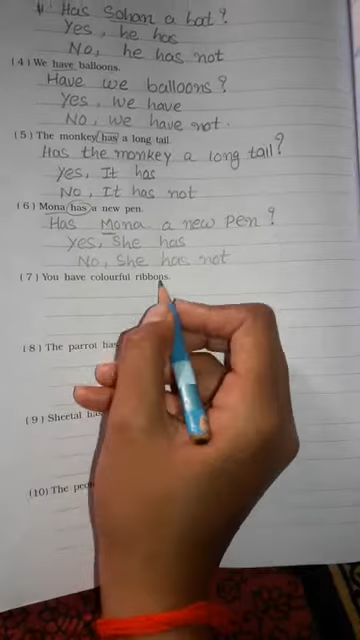 Has Sohan a bat?
Yes, he has
No, he has not
(4) We have balloons.
Have we balloons?
Yes, we have
No, we have not.
(5) The monkey has a long tail
Has the monkey a long tail?
Yes, It has
No, It has not
(6) Mona has a new pen.
Has Mona a new pen?
Yes, She has
No, She has not
(7) You have colourful ribbons.
(8) The parrot has
(9) Sheetal has
(10) The